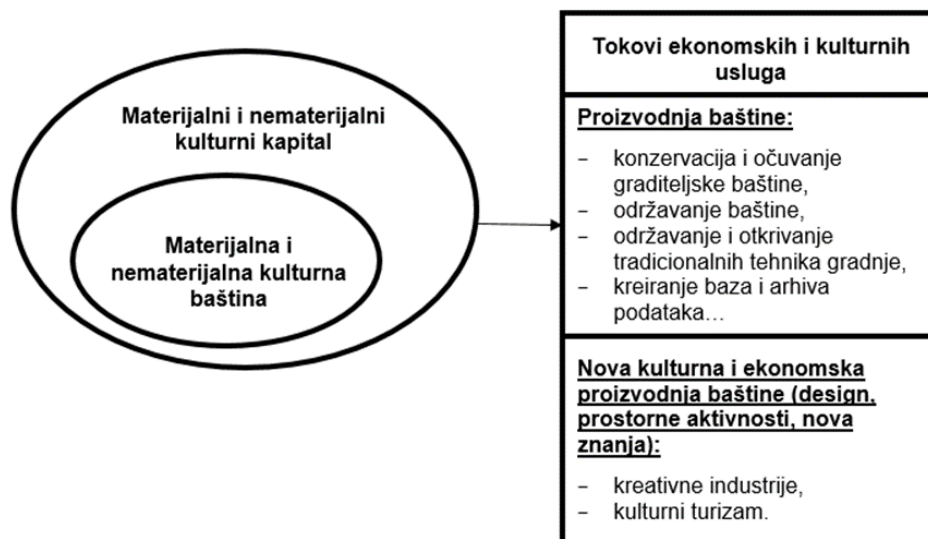 Materijalni i nematerijalni
kulturni kapital
Materijalna i
nematerijalna kulturna
baština
Tokovi ekonomskih i kulturnih
usluga
Proizvodnja baštine:
- konzervacija i očuvanje
graditeljske baštine,
- održavanje baštine,
- održavanje i otkrivanje
tradicionalnih tehnika gradnje,
- kreiranje baza i arhiva
podataka…
Nova kulturna i ekonomska
proizvodnja baštine (design,
prostorne aktivnosti, nova
znanja):
- kreativne industrije,
- kulturni turizam.